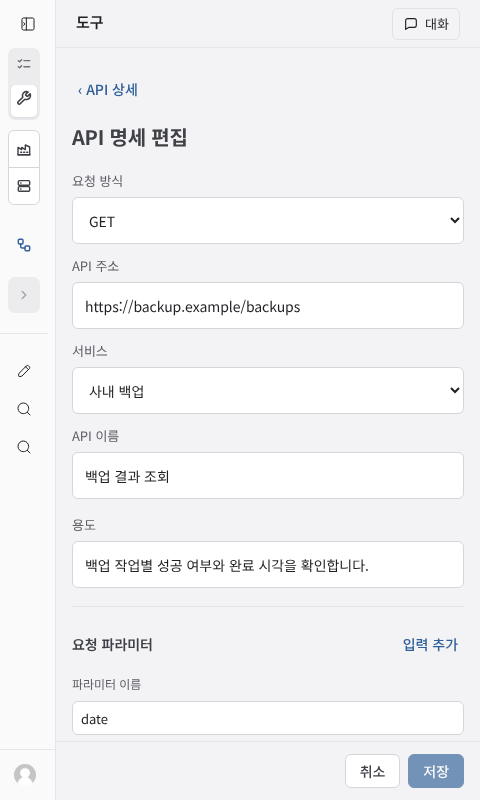 도구
대화
‹ API 상세
API 명세 편집
요청 방식
GET
API 주소
https://backup.example/backups
서비스
사내 백업
API 이름
백업 결과 조회
용도
백업 작업별 성공 여부와 완료 시각을 확인합니다.
요청 파라미터
입력 추가
파라미터 이름
date
취소
저장